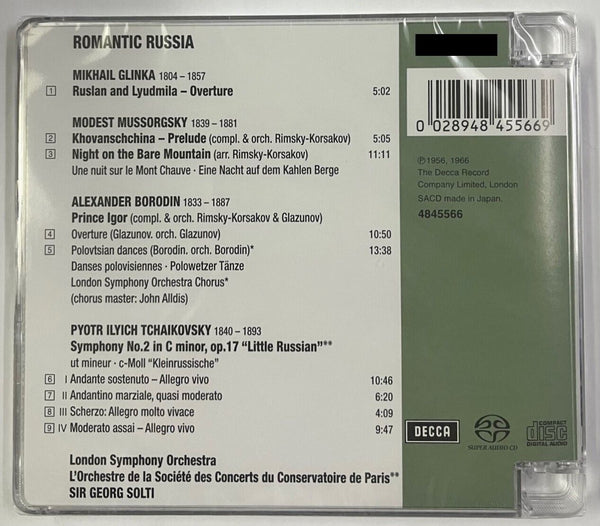 ROMANTIC RUSSIA
MIKHAIL GLINKA 1804 – 1857
1 Ruslan and Lyudmila – Overture 5:02
MODEST MUSSORGSKY 1839 – 1881
2 Khovanschchina – Prelude (compl. & orch. Rimsky-Korsakov) 5:05
3 Night on the Bare Mountain (arr. Rimsky-Korsakov) 11:11
Une nuit sur le Mont Chauve · Eine Nacht auf dem Kahlen Berge
ALEXANDER BORODIN 1833 – 1887
Prince Igor (compl. & orch. Rimsky-Korsakov & Glazunov)
4 Overture (Glazunov. orch. Glazunov) 10:50
5 Polovtsian dances (Borodin. orch. Borodin)* 13:38
Danses polovisiennes · Polowetzer Tänze
London Symphony Orchestra Chorus*
(chorus master: John Alldis)
PYOTR ILYICH TCHAIKOVSKY 1840 – 1893
Symphony No.2 in C minor, op.17 “Little Russian”**
ut mineur · c-Moll “Kleinrussische”
6 I Andante sostenuto – Allegro vivo 10:46
7 II Andantino marziale, quasi moderato 6:20
8 III Scherzo: Allegro molto vivace 4:09
9 IV Moderato assai – Allegro vivo 9:47
London Symphony Orchestra
L’Orchestre de la Société des Concerts du Conservatoire de Paris**
SIR GEORG SOLTI
0 028948 455669
℗1956, 1966
The Decca Record
Company Limited, London
SACD made in Japan.
4845566
DECCA
SUPER AUDIO CD
COMPACT
disc
DIGITAL AUDIO